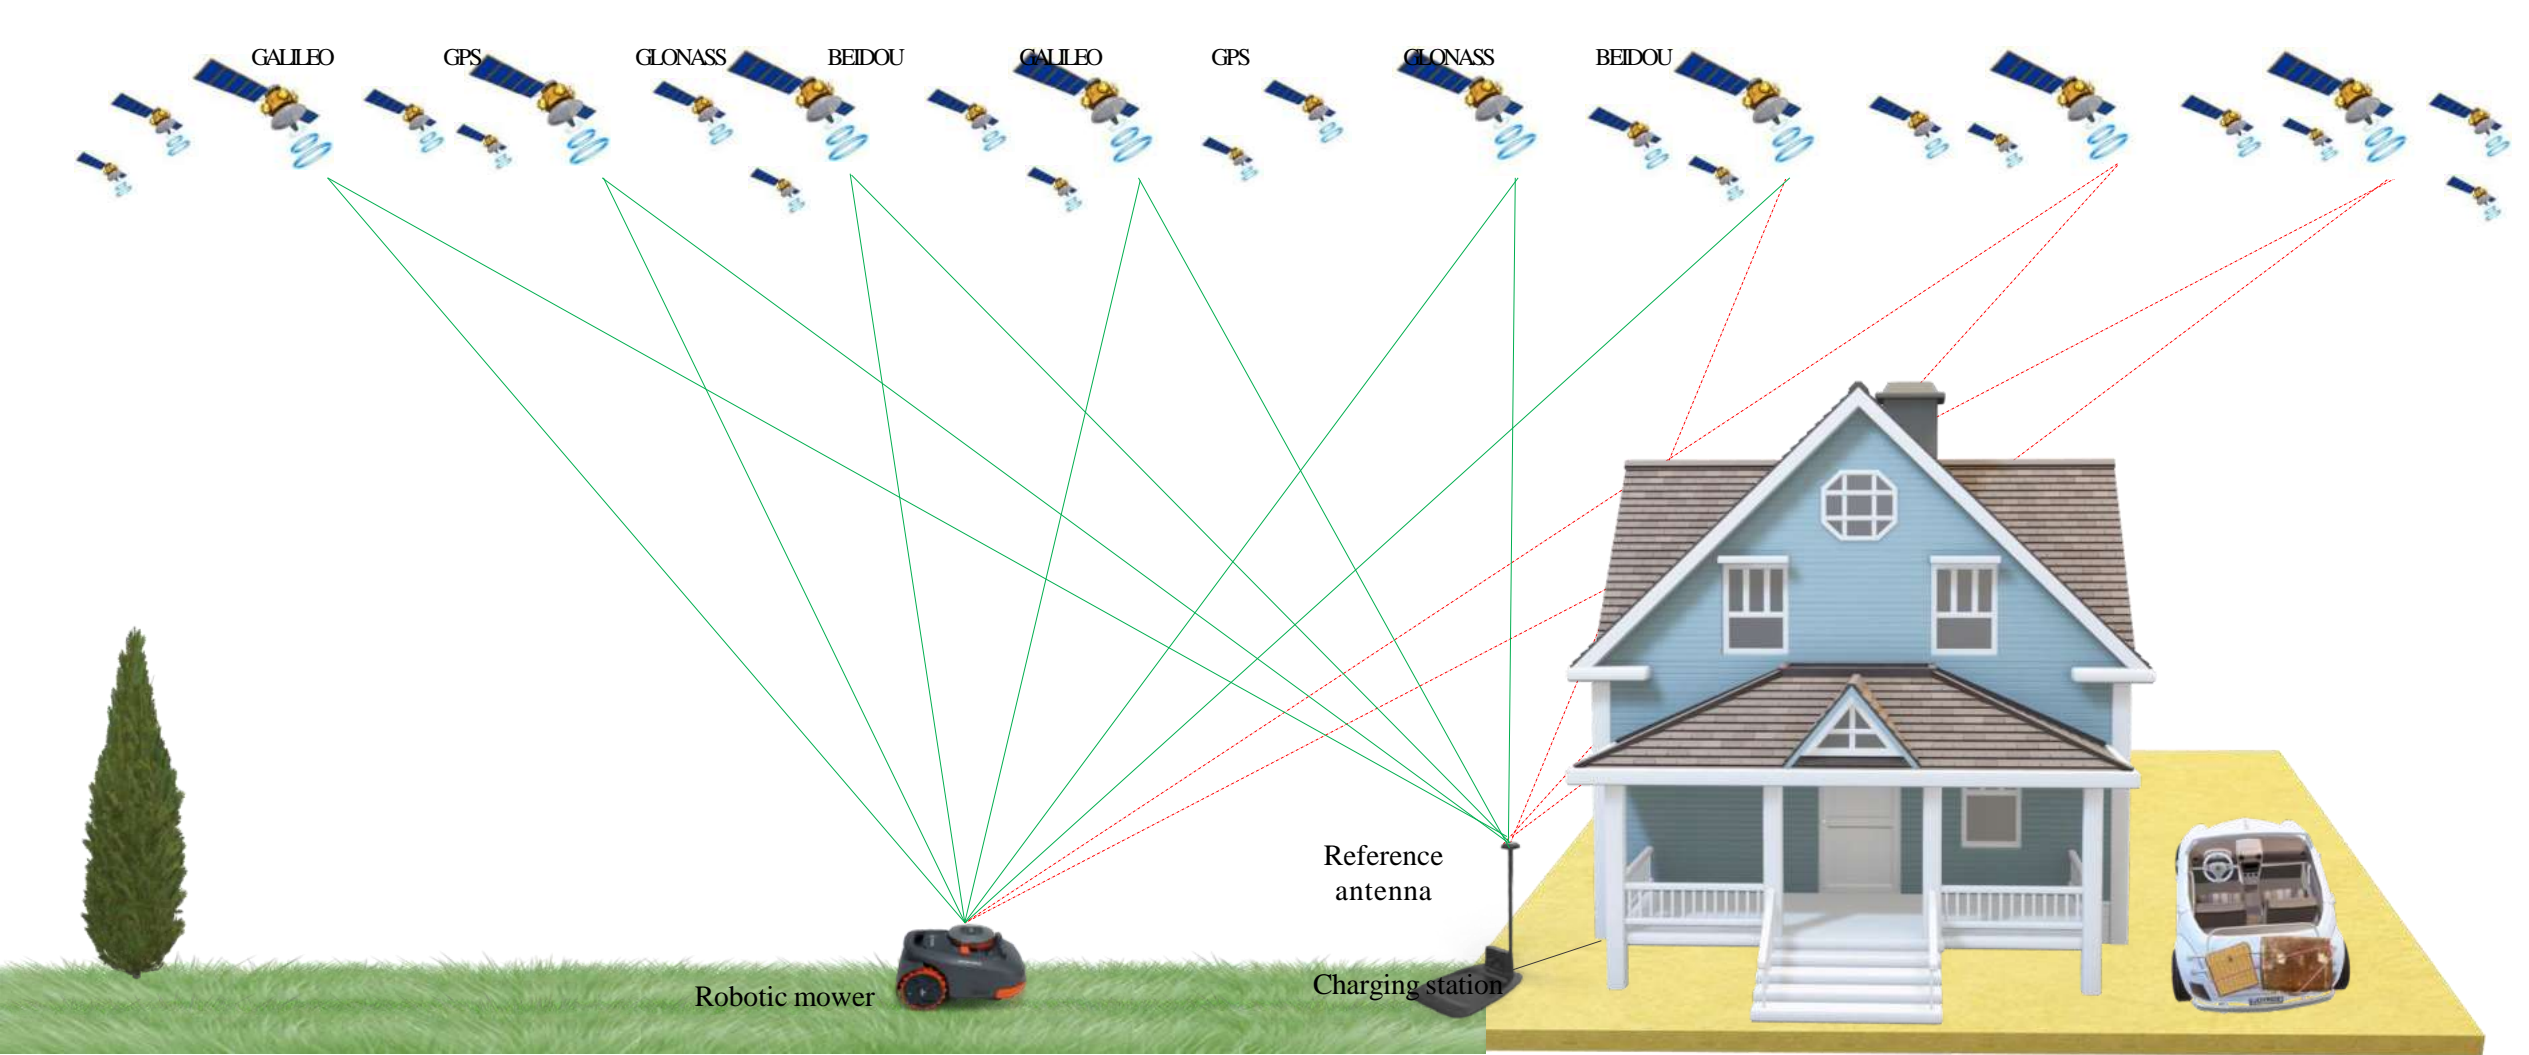 GALILEO GPS GLONASS BEIDOU GALILEO GPS GLONASS BEIDOU
Reference
antenna
Charging station
Robotic mower